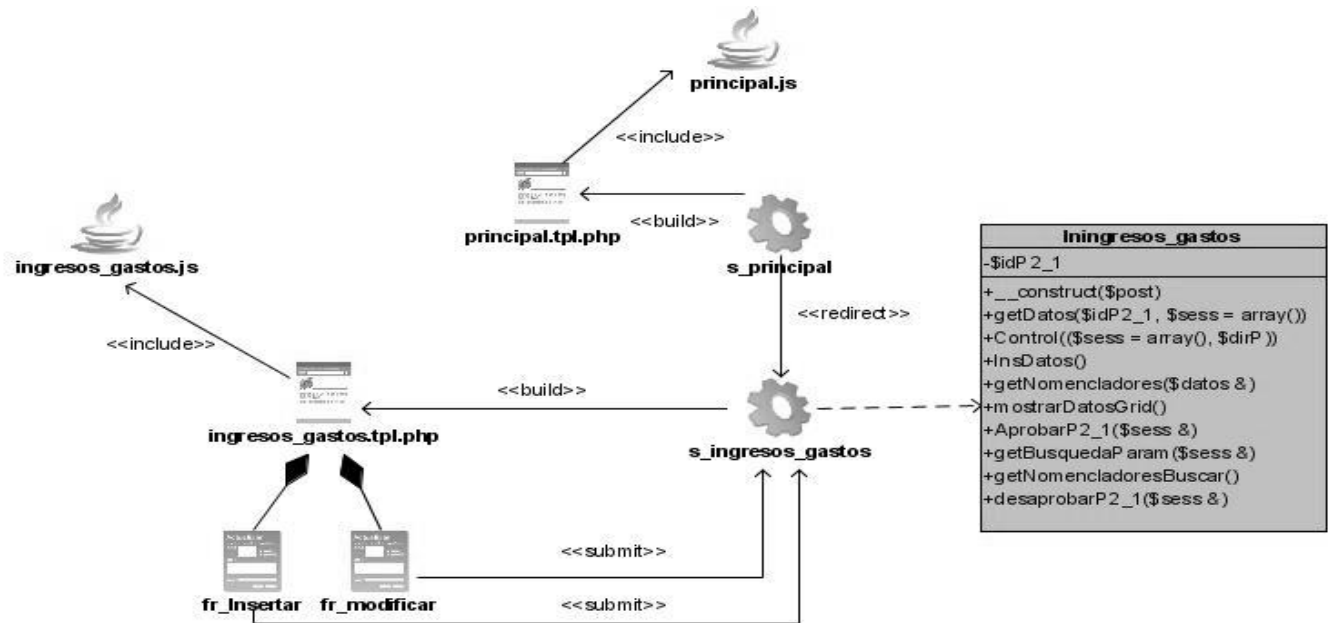 principal.js
<<include>>
principal.tpl.php
<<build>>
s_principal
ingresos_gastos.js
<<include>>
<<redirect>>
Iningresos_gastos
-$idP2_1
+__construct($post)
+getDatos($idP2_1, $sess = array())
+Control(($sess = array(), $dirP))
+InsDatos()
+getNomencladores($datos &)
+mostrarDatosGrid()
+AprobarP2_1($sess &)
+getBusquedaParam($sess &)
+getNomencladoresBuscar()
+desaprobarP2_1($sess &)
<<build>>
ingresos_gastos.tpl.php
s_ingresos_gastos
<<submit>>
fr_Insertar
fr_modificar
<<submit>>